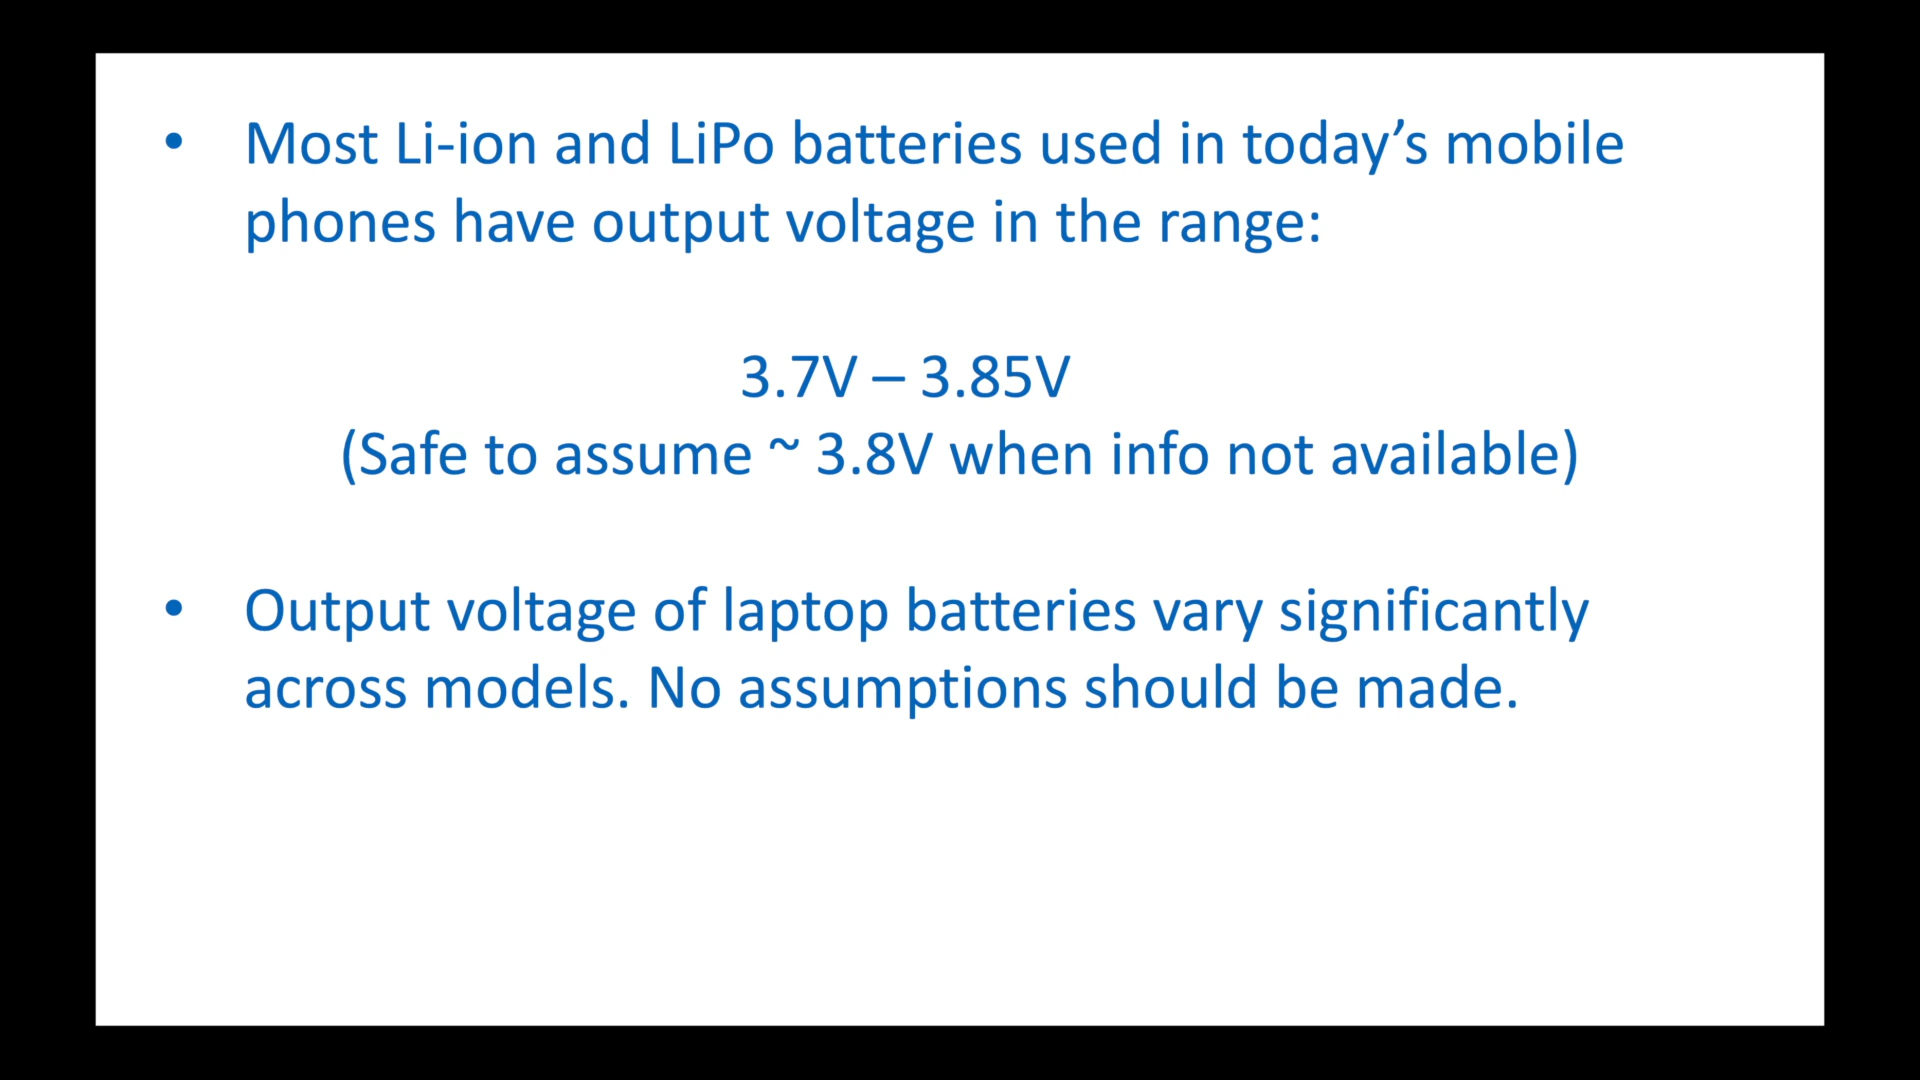 • Most Li-ion and LiPo batteries used in today’s mobile
phones have output voltage in the range:
3.7V – 3.85V
(Safe to assume ~ 3.8V when info not available)
• Output voltage of laptop batteries vary significantly
across models. No assumptions should be made.